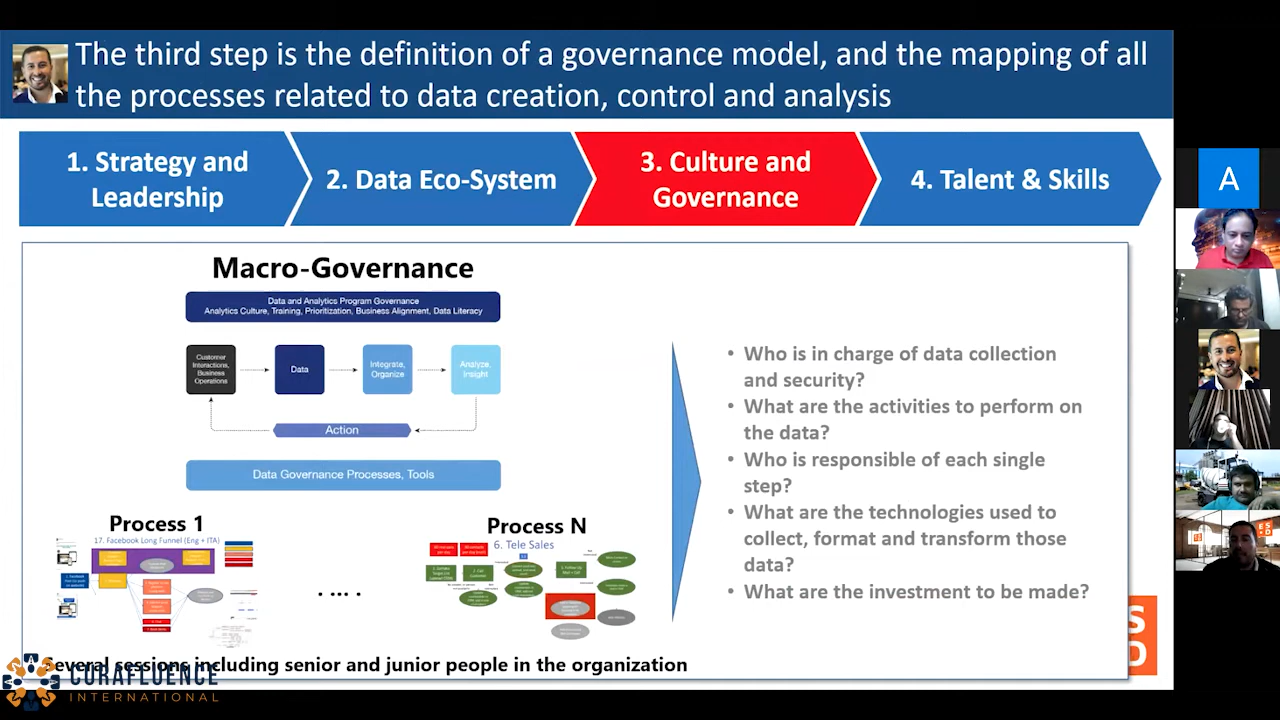 The third step is the definition of a governance model, and the mapping of all
the processes related to data creation, control and analysis
1. Strategy and
Leadership
2. Data Eco-System
3. Culture and
Governance
4. Talent & Skills
Macro-Governance
Data and Analytics Program Governance
Analytics Culture, Training, Prioritization, Business Alignment, Data Literacy
Customer
Interactions,
Business
Operations
Data
Integrate,
Organize
Analyze,
Insight
Action
Data Governance Processes, Tools
Process 1
17. Facebook Long Funnel (Eng + ITA)
. ... .
Process N
6. Tele Sales
• Who is in charge of data collection
and security?
• What are the activities to perform on
the data?
• Who is responsible of each single
step?
• What are the technologies used to
collect, format and transform those
data?
• What are the investment to be made?
Several sessions including senior and junior people in the organization
CURAFLUENCE
INTERNATIONAL
S
D
A
ES
D